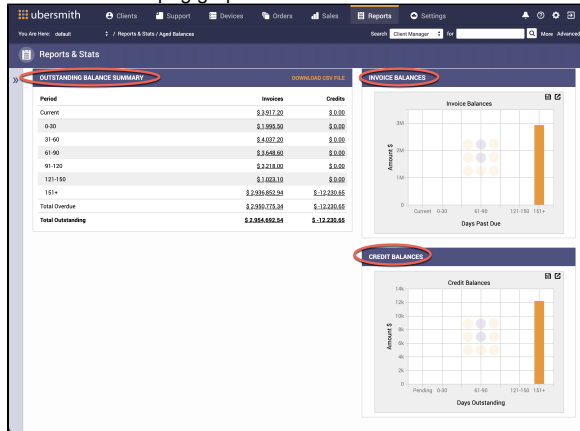 ubersmith Clients Support Devices Orders Sales Reports Settings
You Are Here: default / Reports & Stats / Aged Balances Search Client Manager for More Advanced
Reports & Stats
OUTSTANDING BALANCE SUMMARY DOWNLOAD CSV FILE
Period Invoices Credits
Current $ 3,917.20 $ 0.00
0-30 $ 1,995.50 $ 0.00
31-60 $ 4,037.20 $ 0.00
61-90 $ 3,648.60 $ 0.00
91-120 $ 3,218.00 $ 0.00
121-150 $ 1,023.10 $ 0.00
151+ $ 2,936,852.94 $ -12,230.65
Total Overdue $ 2,950,775.34 $ -12,230.65
Total Outstanding $ 2,954,692.54 $ -12,230.65
INVOICE BALANCES
Invoice Balances
Amount $
3M
2M
1M
0
Current 0-30 61-90 121-150 151+
Days Past Due
CREDIT BALANCES
Credit Balances
Amount $
14k
12k
10k
8k
6k
4k
2k
0
Pending 0-30 61-90 121-150 151+
Days Outstanding